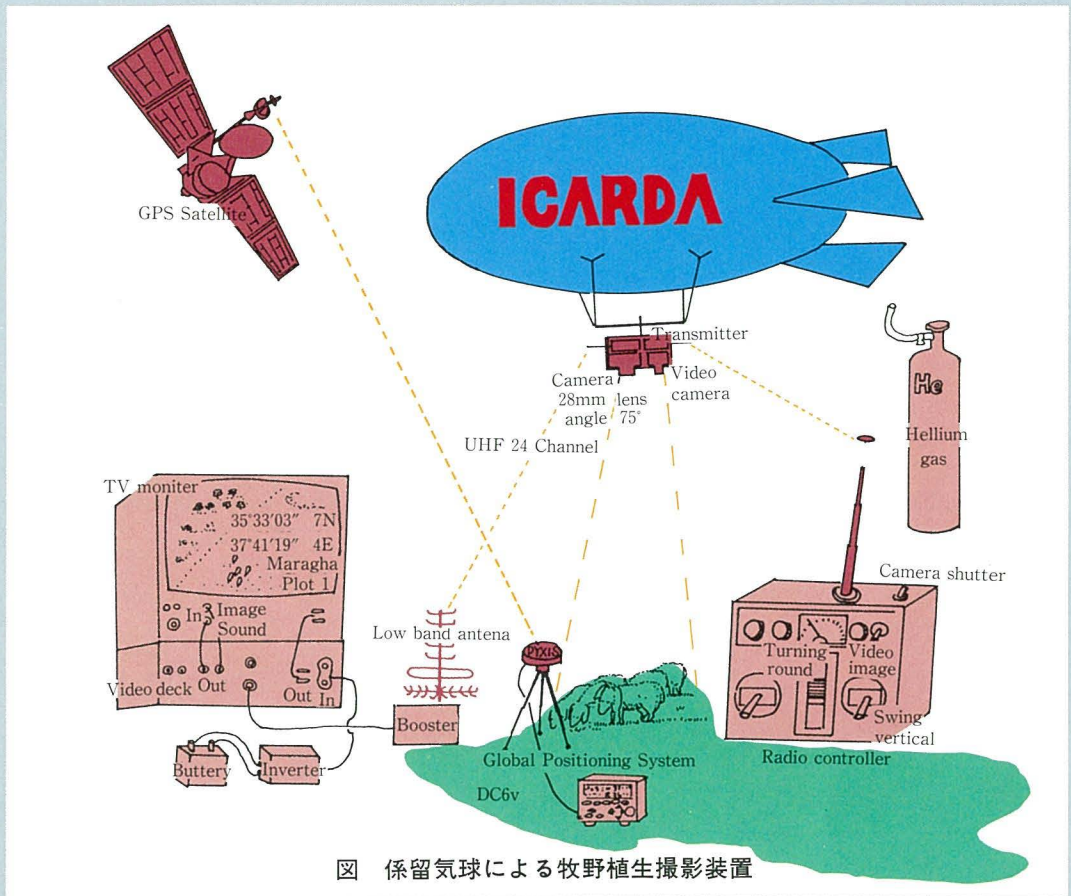 GPS Satellite
ICARDA
Transmitter
Camera
28mm lens
angle 75°
Video
camera
UHF 24 Channel
He
Hellium
gas
TV moniter
35°33′03″ 7N
37°41′19″ 4E
Maragha
Plot 1
In
Image
Sound
Video deck
Out
Out
In
Low band antena
Booster
Buttery
Inverter
PYXIS
Global Positioning System
DC6v
Camera shutter
Turning
round
Video
image
Swing
vertical
Radio controller
図 係留気球による牧野植生撮影装置